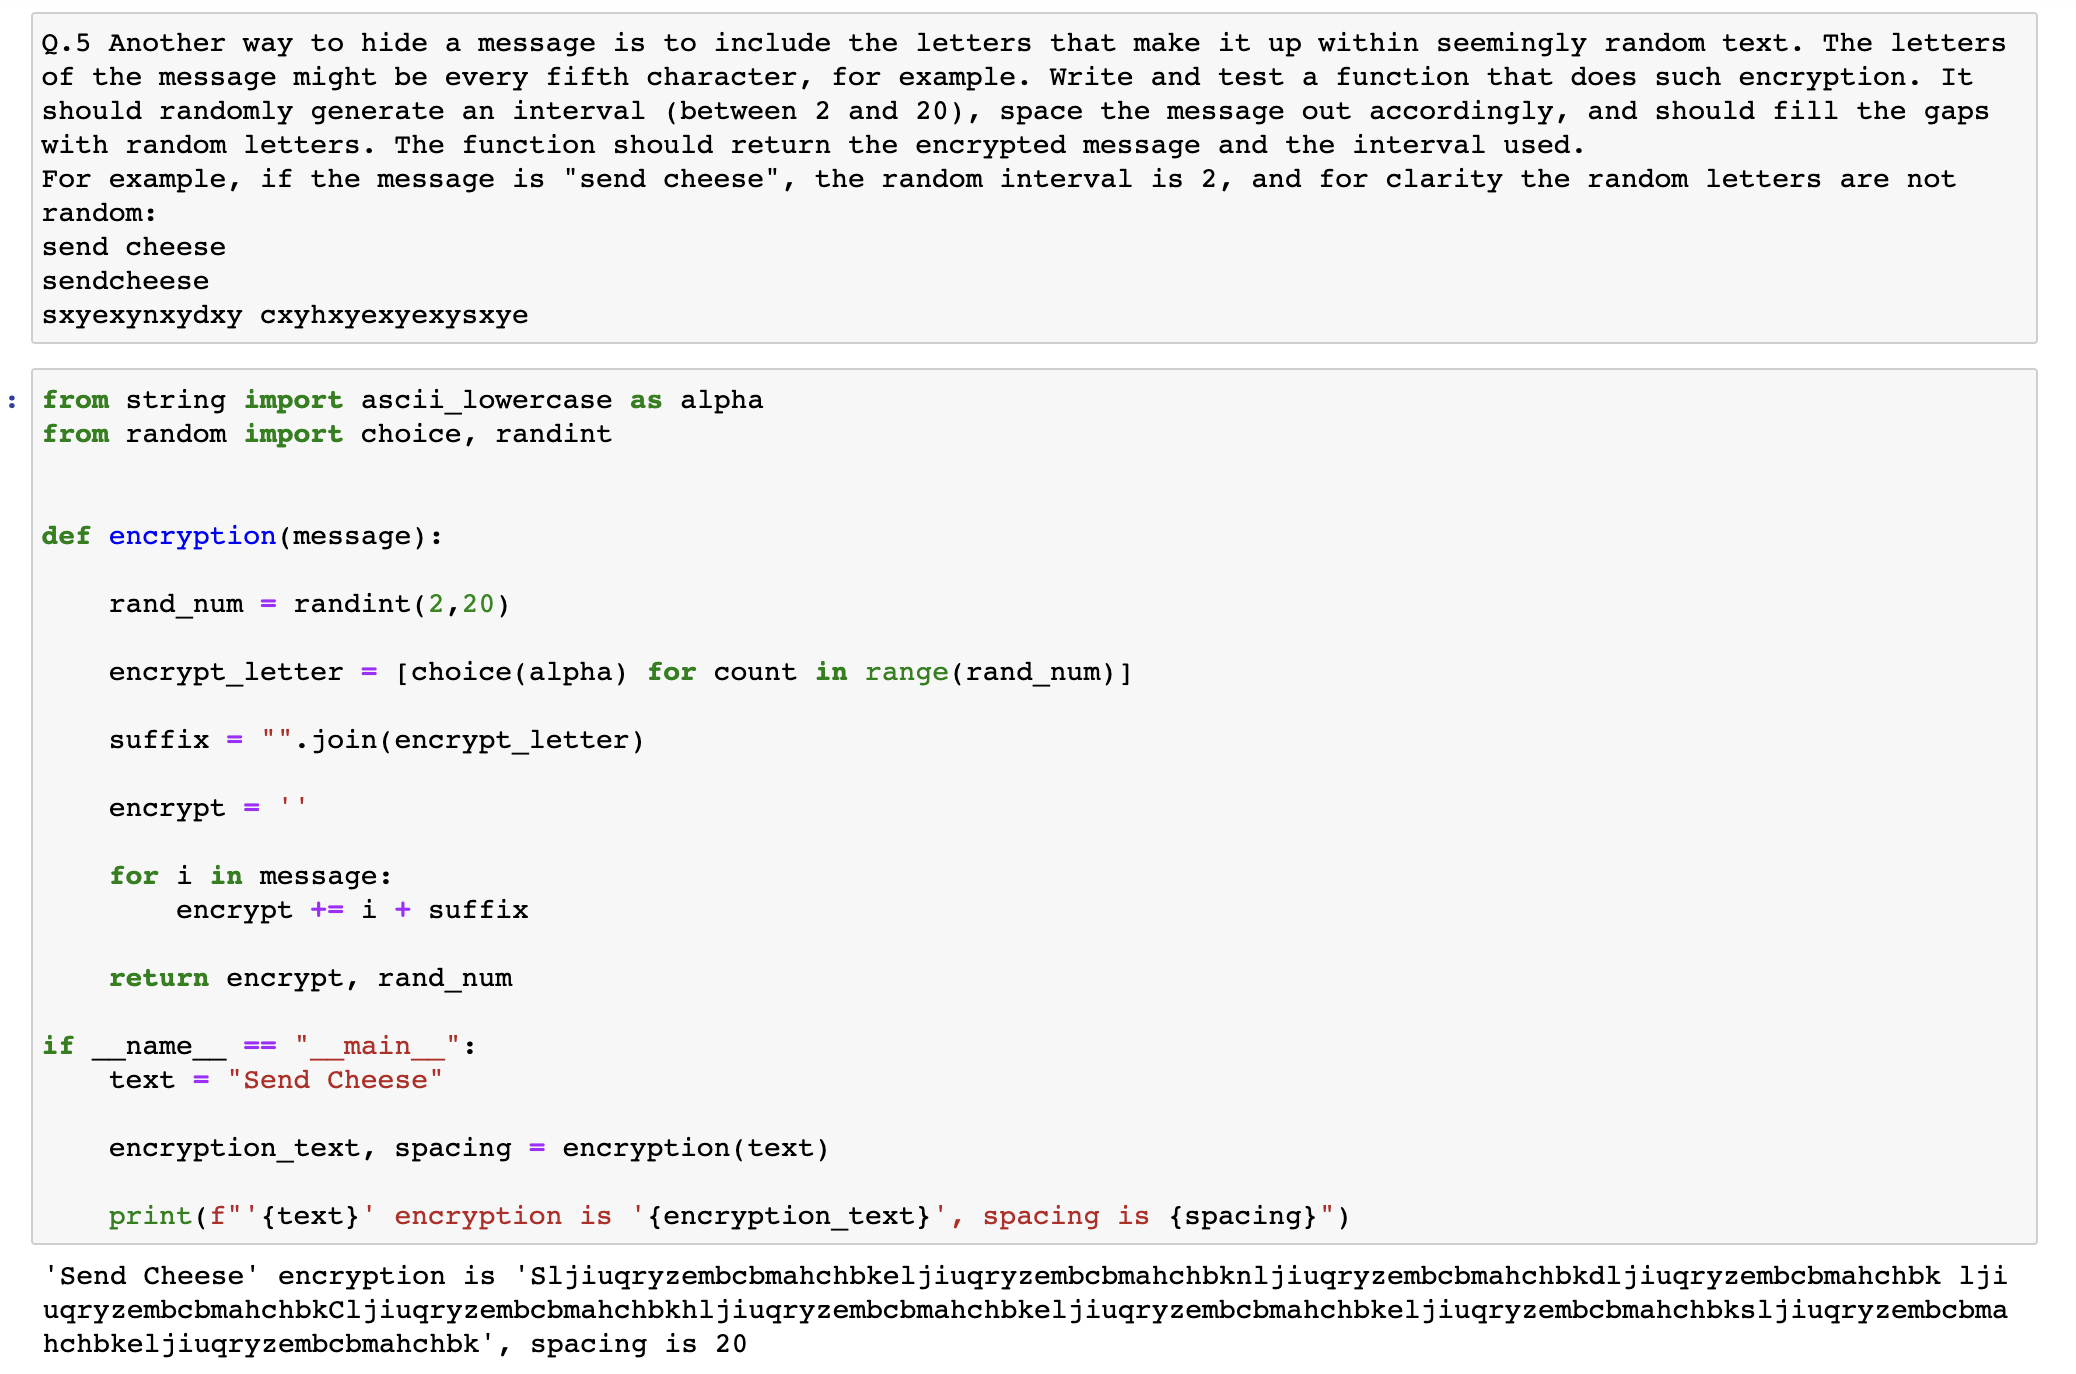 Q.5 Another way to hide a message is to include the letters that make it up within seemingly random text. The letters
of the message might be every fifth character, for example. Write and test a function that does such encryption. It
should randomly generate an interval (between 2 and 20), space the message out accordingly, and should fill the gaps
with random letters. The function should return the encrypted message and the interval used.
For example, if the message is "send cheese", the random interval is 2, and for clarity the random letters are not
random:
send cheese
sendcheese
sxyexynxydxy cxyhxyexyexysxye
:
from string import ascii_lowercase as alpha
from random import choice, randint
def encryption(message):
    rand_num = randint(2,20)
    encrypt_letter = [choice(alpha) for count in range(rand_num)]
    suffix = "".join(encrypt_letter)
    encrypt = ''
    for i in message:
        encrypt += i + suffix
    return encrypt, rand_num
if __name__ == "__main__":
    text = "Send Cheese"
    encryption_text, spacing = encryption(text)
    print(f"'{text}' encryption is '{encryption_text}', spacing is {spacing}")
'Send Cheese' encryption is 'Sljiuqryzembcbmahchbkeljiuqryzembcbmahchbknljiuqryzembcbmahchbkdljiuqryzembcbmahchbk lji
uqryzembcbmahchbkCljiuqryzembcbmahchbkhljiuqryzembcbmahchbkeljiuqryzembcbmahchbkeljiuqryzembcbmahchbksljiuqryzembcbma
hchbkeljiuqryzembcbmahchbk', spacing is 20